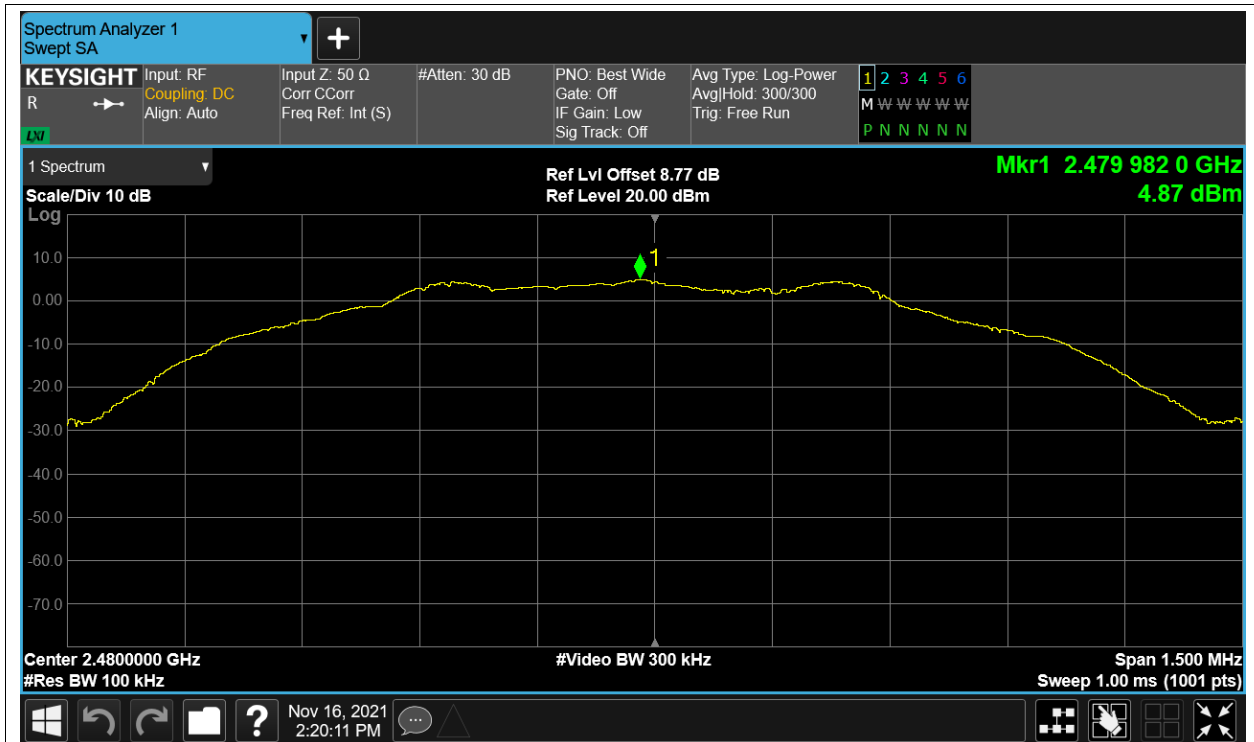 Spectrum Analyzer 1
Swept SA
KEYSIGHT
R
LXI
Input: RF
Coupling: DC
Align: Auto
Input Z: 50 Ω
Corr CCorr
Freq Ref: Int (S)
#Atten: 30 dB
PNO: Best Wide
Gate: Off
IF Gain: Low
Sig Track: Off
Avg Type: Log-Power
Avg|Hold: 300/300
Trig: Free Run
1 2 3 4 5 6
M W W W W W
P N N N N N
1 Spectrum
Scale/Div 10 dB
Log
Ref Lvl Offset 8.77 dB
Ref Level 20.00 dBm
Mkr1 2.479 982 0 GHz
4.87 dBm
1
10.0
0.00
-10.0
-20.0
-30.0
-40.0
-50.0
-60.0
-70.0
Center 2.4800000 GHz
#Res BW 100 kHz
#Video BW 300 kHz
Span 1.500 MHz
Sweep 1.00 ms (1001 pts)
?
Nov 16, 2021
2:20:11 PM